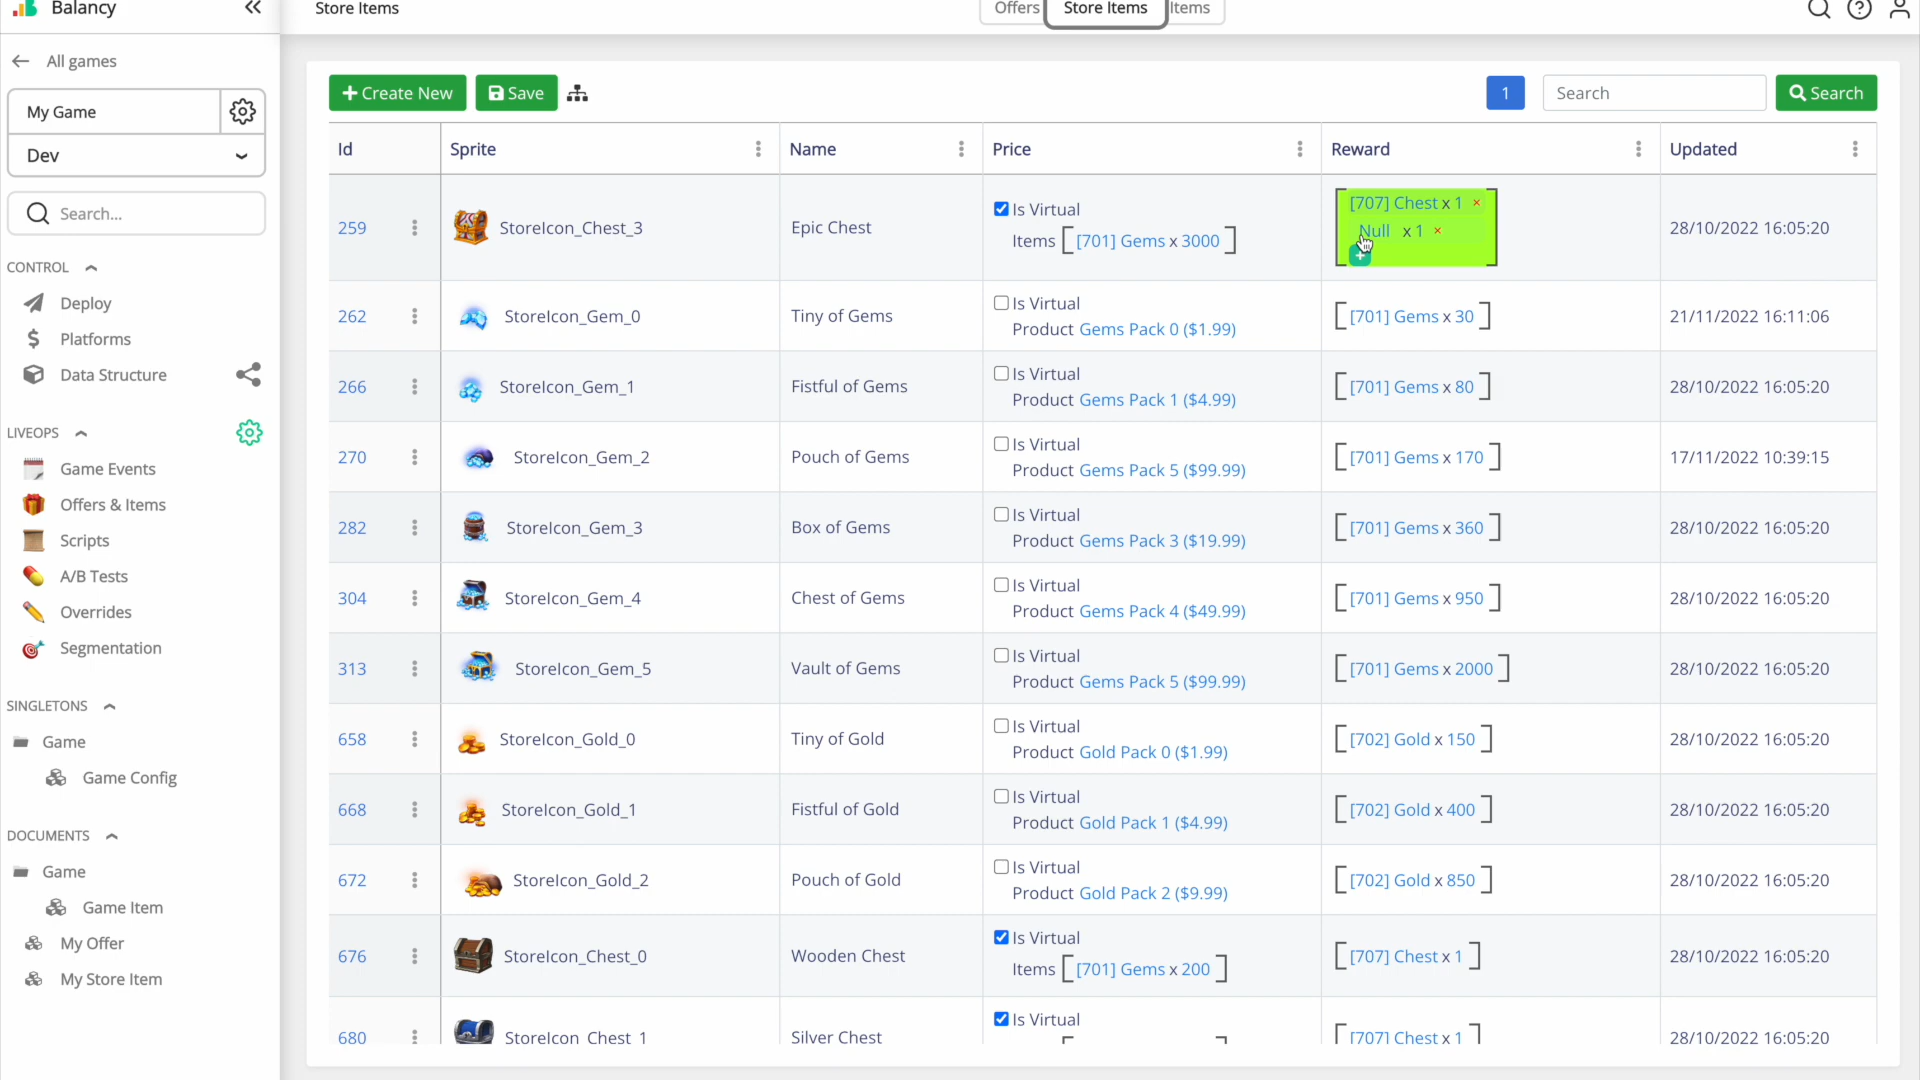 Balancy
Store Items
Offers
Store Items
Items
All games
My Game
Dev
Search...
CONTROL
Deploy
Platforms
Data Structure
LIVEOPS
Game Events
Offers & Items
Scripts
A/B Tests
Overrides
Segmentation
SINGLETONS
Game
Game Config
DOCUMENTS
Game
Game Item
My Offer
My Store Item
+ Create New
Save
1
Search
Search
Id Sprite Name Price Reward Updated
259 StoreIcon_Chest_3 Epic Chest Is Virtual Items [ [701] Gems x 3000 ] [ [707] Chest x 1 × Null x 1 × + ] 28/10/2022 16:05:20
262 StoreIcon_Gem_0 Tiny of Gems Is Virtual Product Gems Pack 0 ($1.99) [ [701] Gems x 30 ] 21/11/2022 16:11:06
266 StoreIcon_Gem_1 Fistful of Gems Is Virtual Product Gems Pack 1 ($4.99) [ [701] Gems x 80 ] 28/10/2022 16:05:20
270 StoreIcon_Gem_2 Pouch of Gems Is Virtual Product Gems Pack 5 ($99.99) [ [701] Gems x 170 ] 17/11/2022 10:39:15
282 StoreIcon_Gem_3 Box of Gems Is Virtual Product Gems Pack 3 ($19.99) [ [701] Gems x 360 ] 28/10/2022 16:05:20
304 StoreIcon_Gem_4 Chest of Gems Is Virtual Product Gems Pack 4 ($49.99) [ [701] Gems x 950 ] 28/10/2022 16:05:20
313 StoreIcon_Gem_5 Vault of Gems Is Virtual Product Gems Pack 5 ($99.99) [ [701] Gems x 2000 ] 28/10/2022 16:05:20
658 StoreIcon_Gold_0 Tiny of Gold Is Virtual Product Gold Pack 0 ($1.99) [ [702] Gold x 150 ] 28/10/2022 16:05:20
668 StoreIcon_Gold_1 Fistful of Gold Is Virtual Product Gold Pack 1 ($4.99) [ [702] Gold x 400 ] 28/10/2022 16:05:20
672 StoreIcon_Gold_2 Pouch of Gold Is Virtual Product Gold Pack 2 ($9.99) [ [702] Gold x 850 ] 28/10/2022 16:05:20
676 StoreIcon_Chest_0 Wooden Chest Is Virtual Items [ [701] Gems x 200 ] [ [707] Chest x 1 ] 28/10/2022 16:05:20
680 StoreIcon_Chest_1 Silver Chest Is Virtual [ [707] Chest x 1 ] 28/10/2022 16:05:20